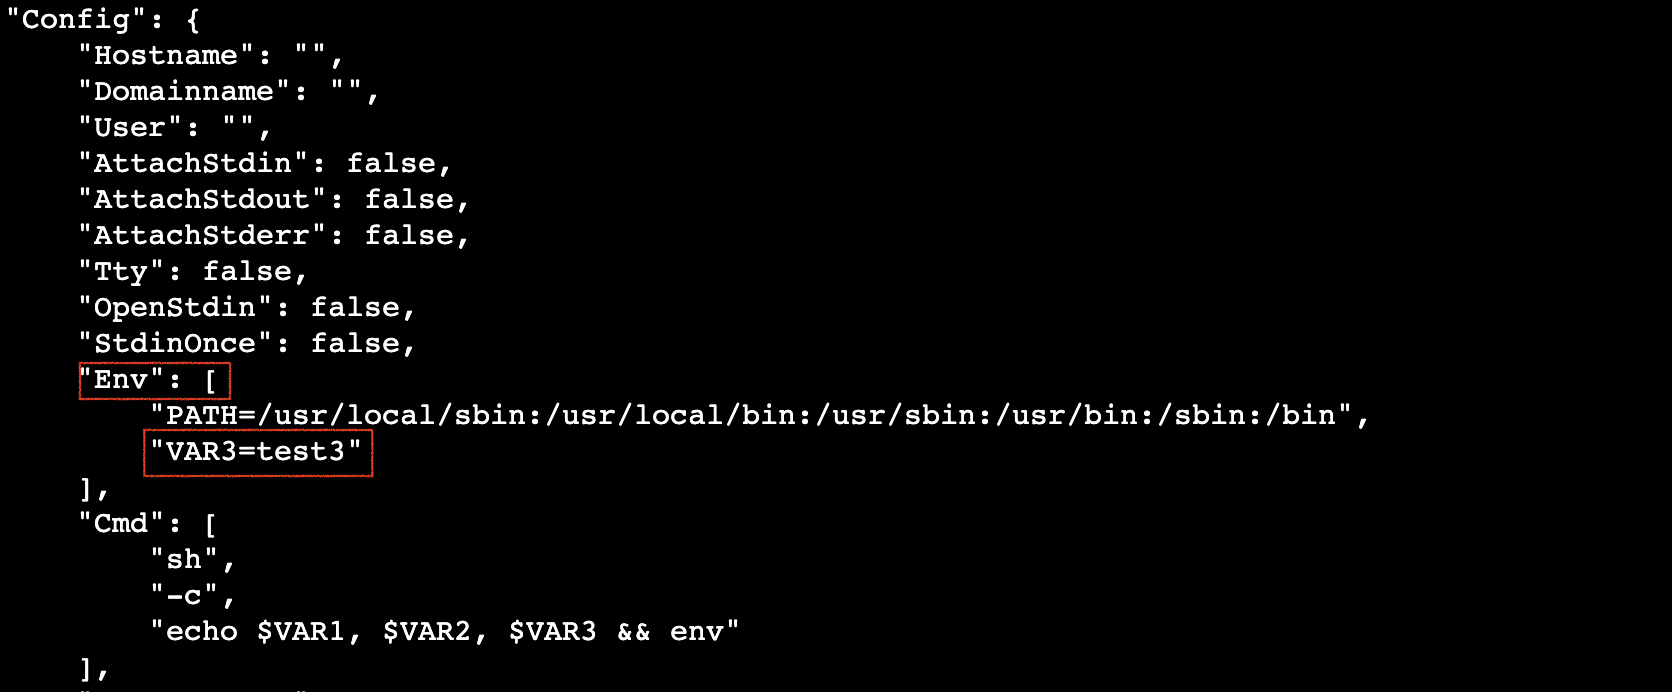 "Config": {
    "Hostname": "",
    "Domainname": "",
    "User": "",
    "AttachStdin": false,
    "AttachStdout": false,
    "AttachStderr": false,
    "Tty": false,
    "OpenStdin": false,
    "StdinOnce": false,
    "Env": [
        "PATH=/usr/local/sbin:/usr/local/bin:/usr/sbin:/usr/bin:/sbin:/bin",
        "VAR3=test3"
    ],
    "Cmd": [
        "sh",
        "-c",
        "echo $VAR1, $VAR2, $VAR3 && env"
    ],